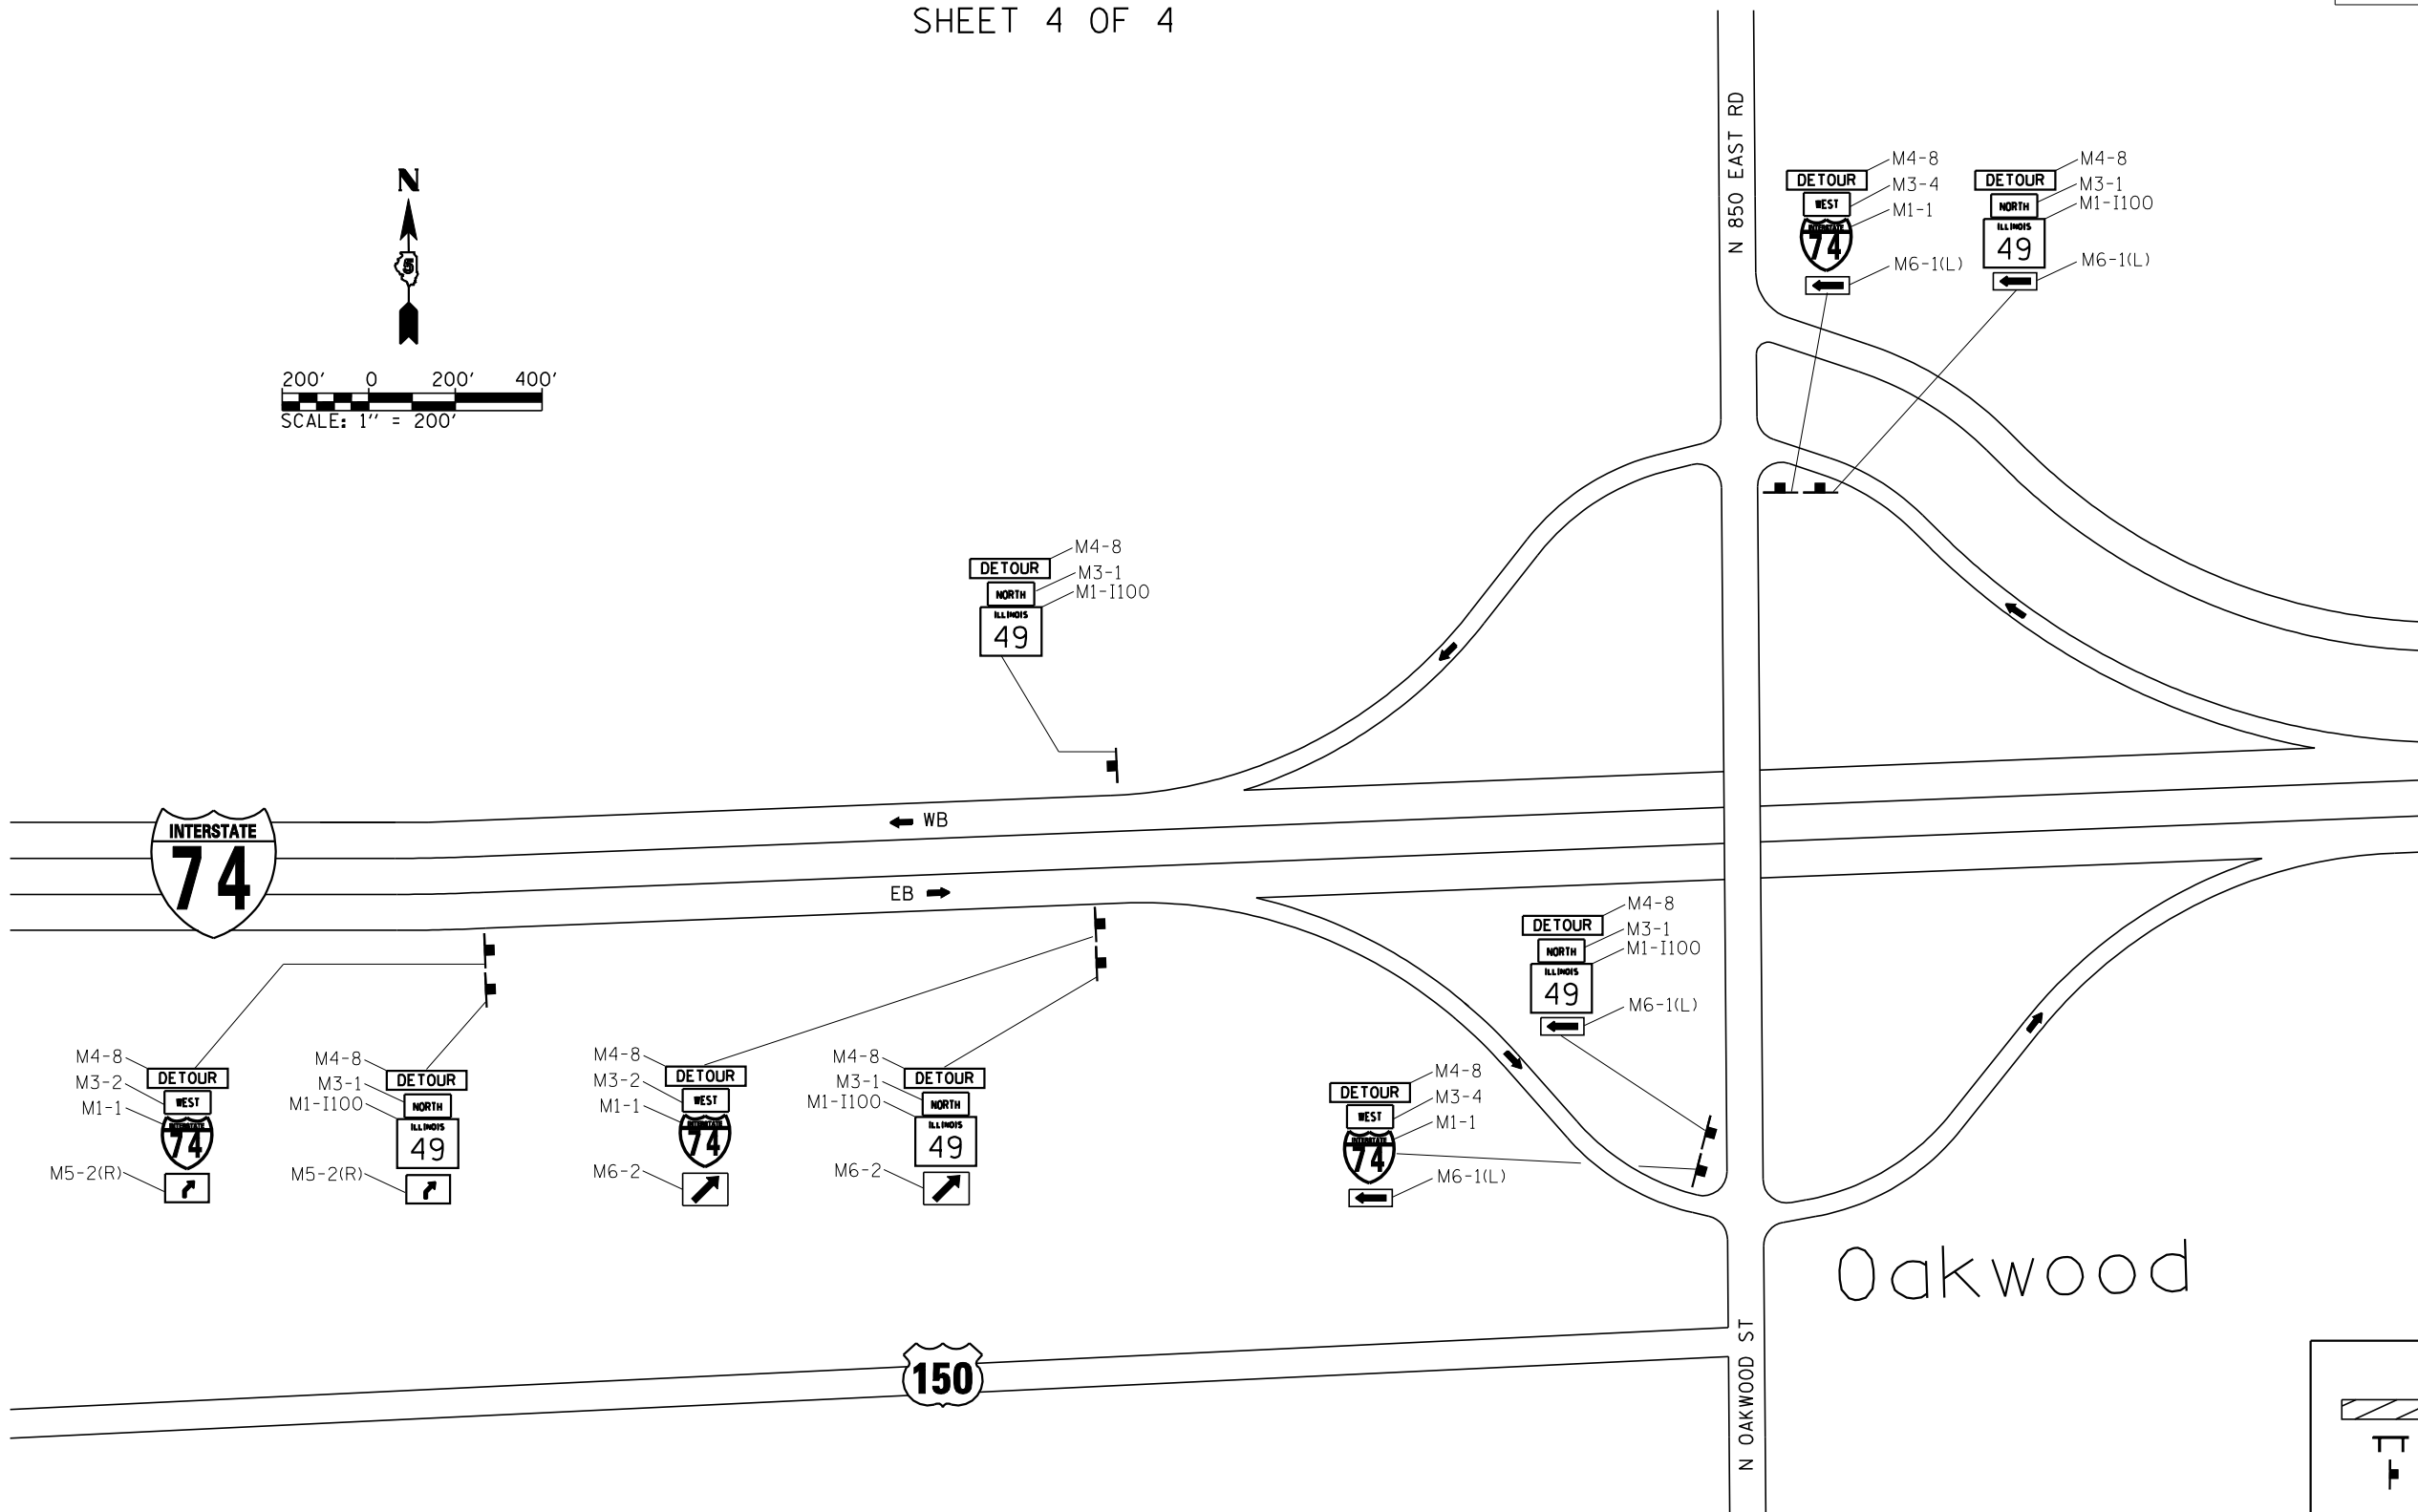 SHEET 4 OF 4
N 850 EAST RD
N
5
200' 0 200' 400'
SCALE: 1" = 200'
DETOUR
WEST
INTERSTATE
74
M4-8
M3-4
M1-1
M6-1(L)
DETOUR
NORTH
ILLINOIS
49
M4-8
M3-1
M1-I100
M6-1(L)
DETOUR
NORTH
ILLINOIS
49
M4-8
M3-1
M1-I100
INTERSTATE
74
WB
EB
DETOUR
NORTH
ILLINOIS
49
M4-8
M3-1
M1-I100
M6-1(L)
M4-8
M3-2
M1-1
M5-2(R)
DETOUR
WEST
INTERSTATE
74
M4-8
M3-1
M1-I100
M5-2(R)
DETOUR
NORTH
ILLINOIS
49
M4-8
M3-2
M1-1
M6-2
DETOUR
WEST
INTERSTATE
74
M4-8
M3-1
M1-I100
M6-2
DETOUR
NORTH
ILLINOIS
49
DETOUR
WEST
INTERSTATE
74
M4-8
M3-4
M1-1
M6-1(L)
Oakwood
150
N OAKWOOD ST